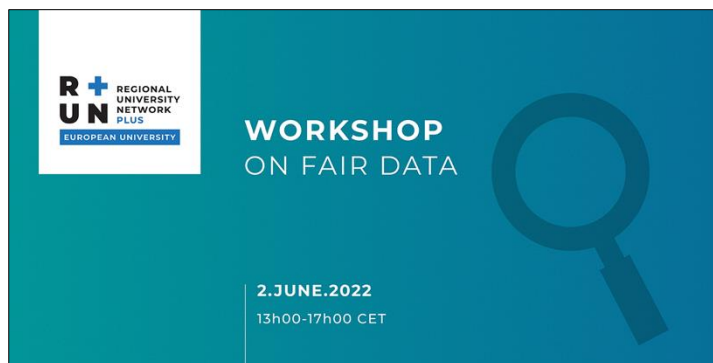 R+
UN
REGIONAL
UNIVERSITY
NETWORK
PLUS
EUROPEAN UNIVERSITY
WORKSHOP
ON FAIR DATA
2.JUNE.2022
13h00-17h00 CET